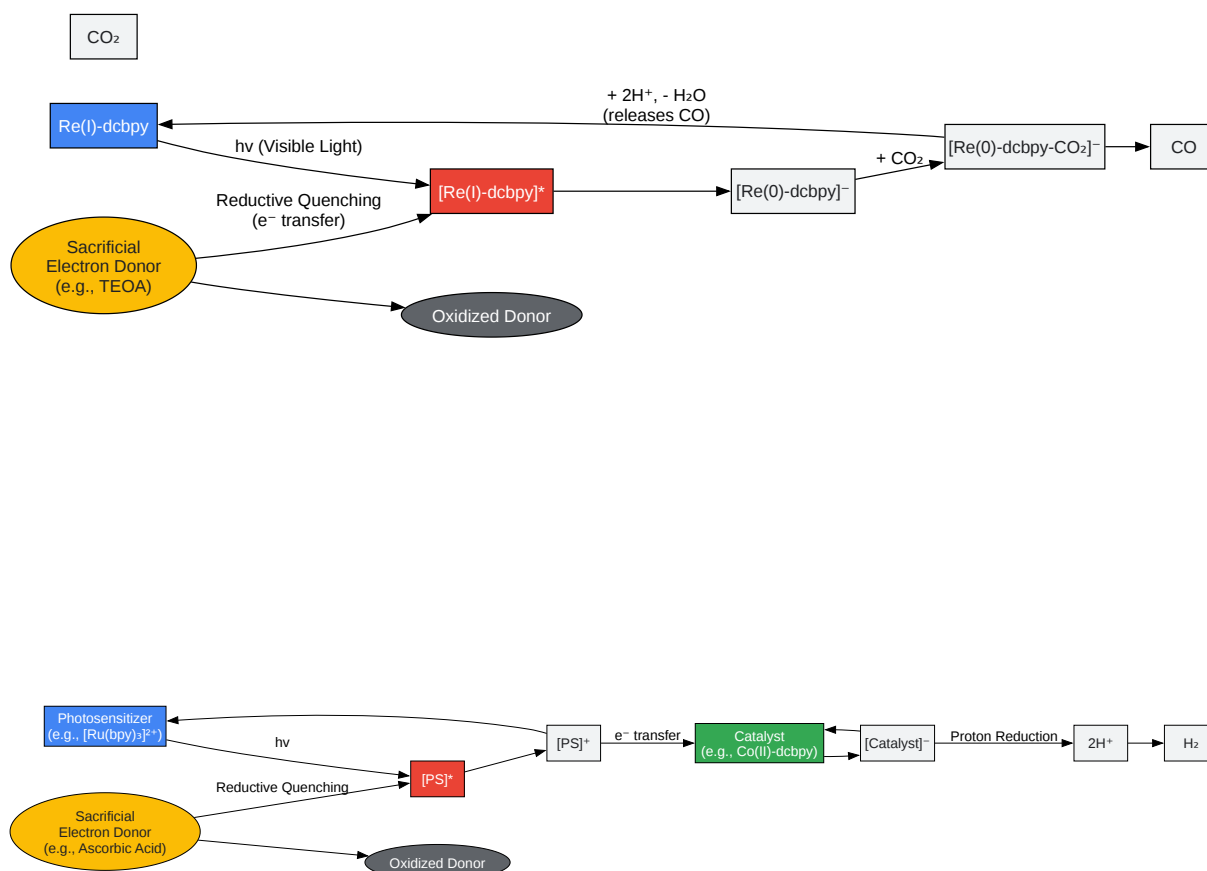 CO₂
+ 2H⁺, - H₂O
(releases CO)
Re(I)-dcbpy
hv (Visible Light)
[Re(0)-dcbpy-CO₂]⁻
CO
+ CO₂
[Re(I)-dcbpy]*
[Re(0)-dcbpy]⁻
Reductive Quenching
(e⁻ transfer)
Sacrificial
Electron Donor
(e.g., TEOA)
Oxidized Donor
Photosensitizer
(e.g., [Ru(bpy)₃]²⁺)
hv
[PS]⁺
e⁻ transfer
Catalyst
(e.g., Co(II)-dcbpy)
[Catalyst]⁻
Proton Reduction
2H⁺
H₂
[PS]*
Reductive Quenching
Sacrificial
Electron Donor
(e.g., Ascorbic Acid)
Oxidized Donor